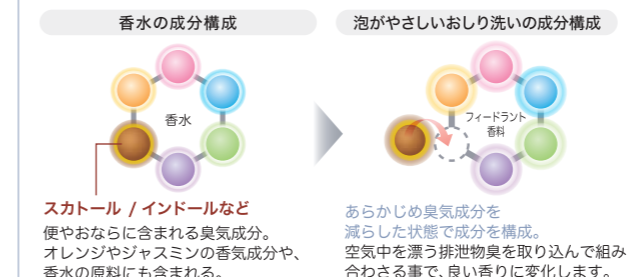 香水の成分構成
香水
スカトール / インドールなど
便やおならに含まれる臭気成分。
オレンジやジャスミンの香気成分や、
香水の原料にも含まれる。
泡がやさしいおしり洗いの成分構成
フィードラント
香料
あらかじめ臭気成分を
減らした状態で成分を構成。
空気中を漂う排泄物臭を取り込んで組み
合わさる事で、良い香りに変化します。